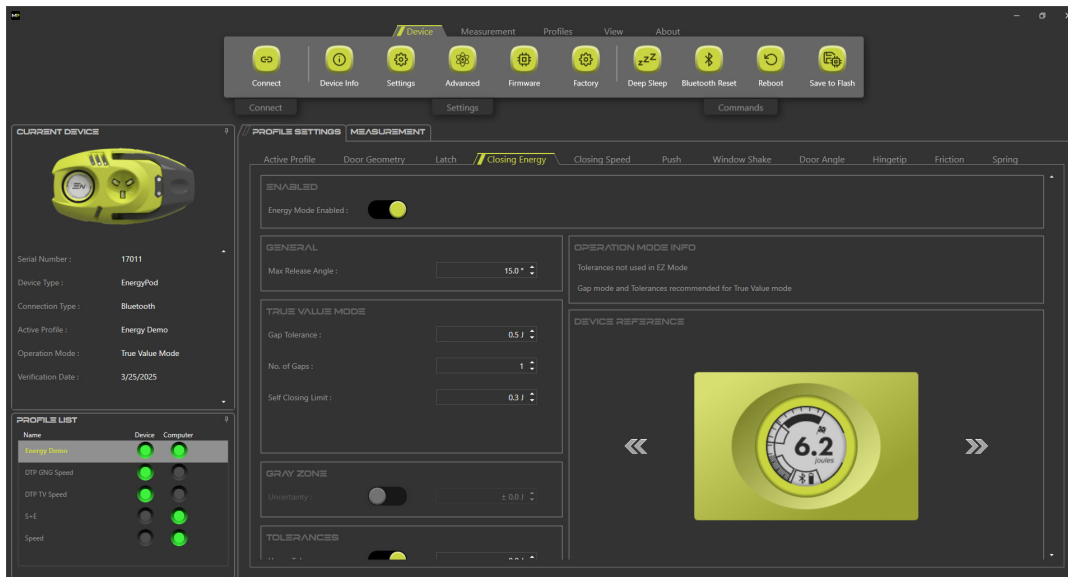 MP
Device Measurement Profiles View About
Connect Device Info Settings Advanced Firmware Factory Deep Sleep Bluetooth Reset Reboot Save to Flash
Connect Settings Commands
CURRENT DEVICE
EN
Serial Number : 17011
Device Type : EnergyPod
Connection Type : Bluetooth
Active Profile : Energy Demo
Operation Mode : True Value Mode
Verification Date : 3/25/2025
PROFILE LIST
Name Device Computer
Energy Demo
DTP GNG Speed
DTP TV Speed
S+E
Speed
PROFILE SETTINGS MEASUREMENT
Active Profile Door Geometry Latch Closing Energy Closing Speed Push Window Shake Door Angle Hingetip Friction Spring
ENABLED
Energy Mode Enabled :
GENERAL
Max Release Angle : 15.0 °
TRUE VALUE MODE
Gap Tolerance : 0.5 J
No. of Gaps : 1
Self Closing Limit : 0.3 J
GRAY ZONE
Uncertainty : ± 0.0 J
TOLERANCES
OPERATION MODE INFO
Tolerances not used in EZ Mode
Gap mode and Tolerances recommended for True Value mode
DEVICE REFERENCE
6.2
joules